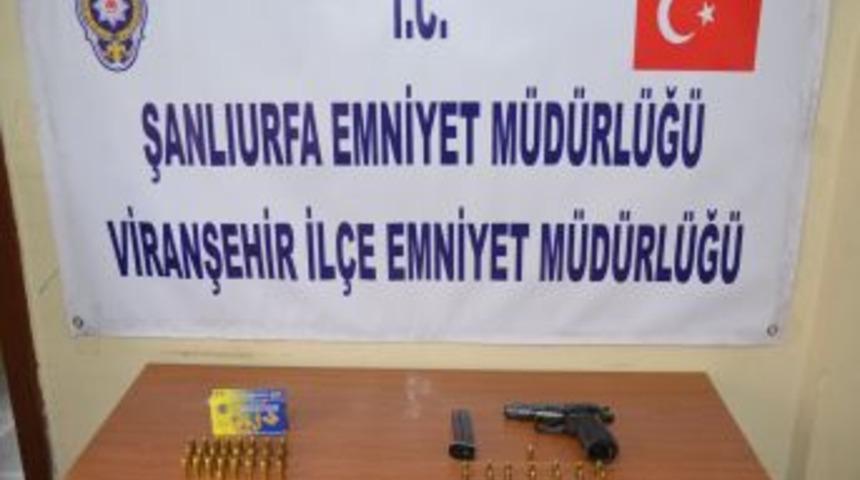 T.C.
ŞANLIURFA EMNİYET MÜDÜRLÜĞÜ
VİRANŞEHİR İLÇE EMNİYET MÜDÜRLÜĞÜ